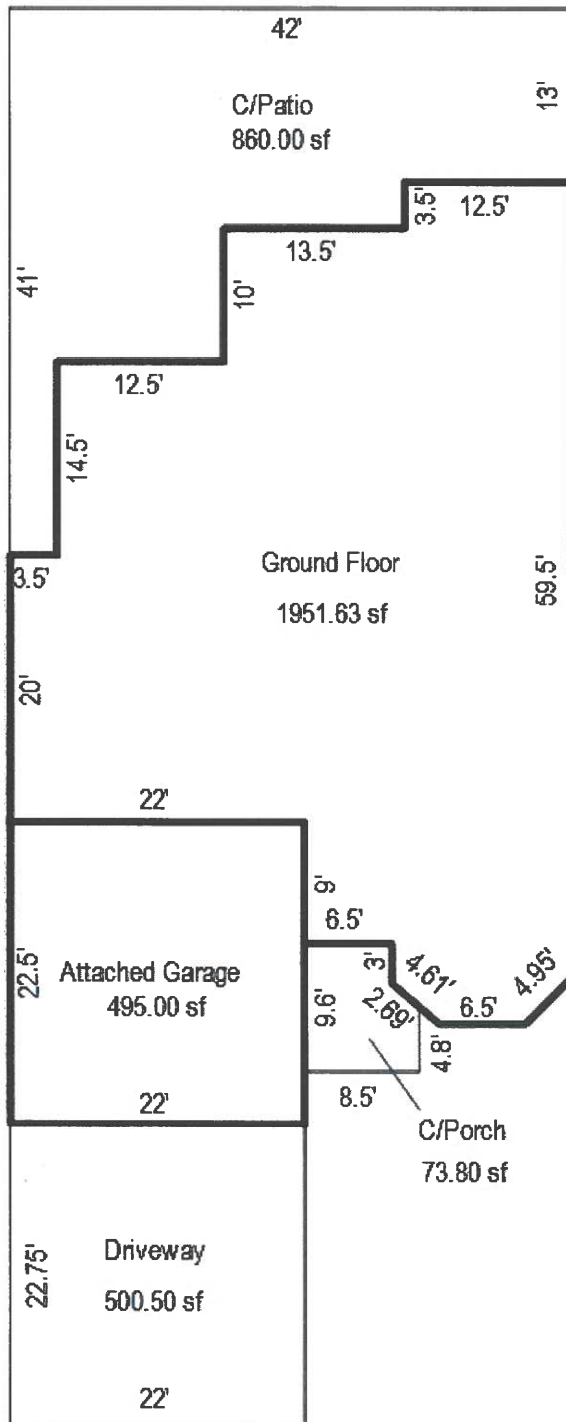 42'
C/Patio
860.00 sf
13'
3.5'
12.5'
13.5'
41'
10'
12.5'
14.5'
3.5'
Ground Floor
1951.63 sf
59.5'
20'
22'
9'
6.5'
22.5'
Attached Garage
495.00 sf
3'
4.61'
4.95'
9.6'
2.69'
6.5'
4.8'
8.5'
22'
C/Porch
73.80 sf
22.75'
Driveway
500.50 sf
22'